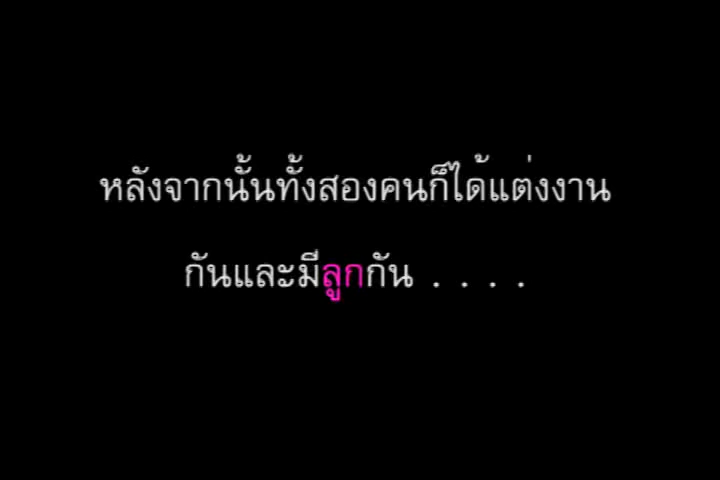 หลังจากนั้นทั้งสองคนก็ได้แต่งงาน
กันและมีลูกกัน . . . .